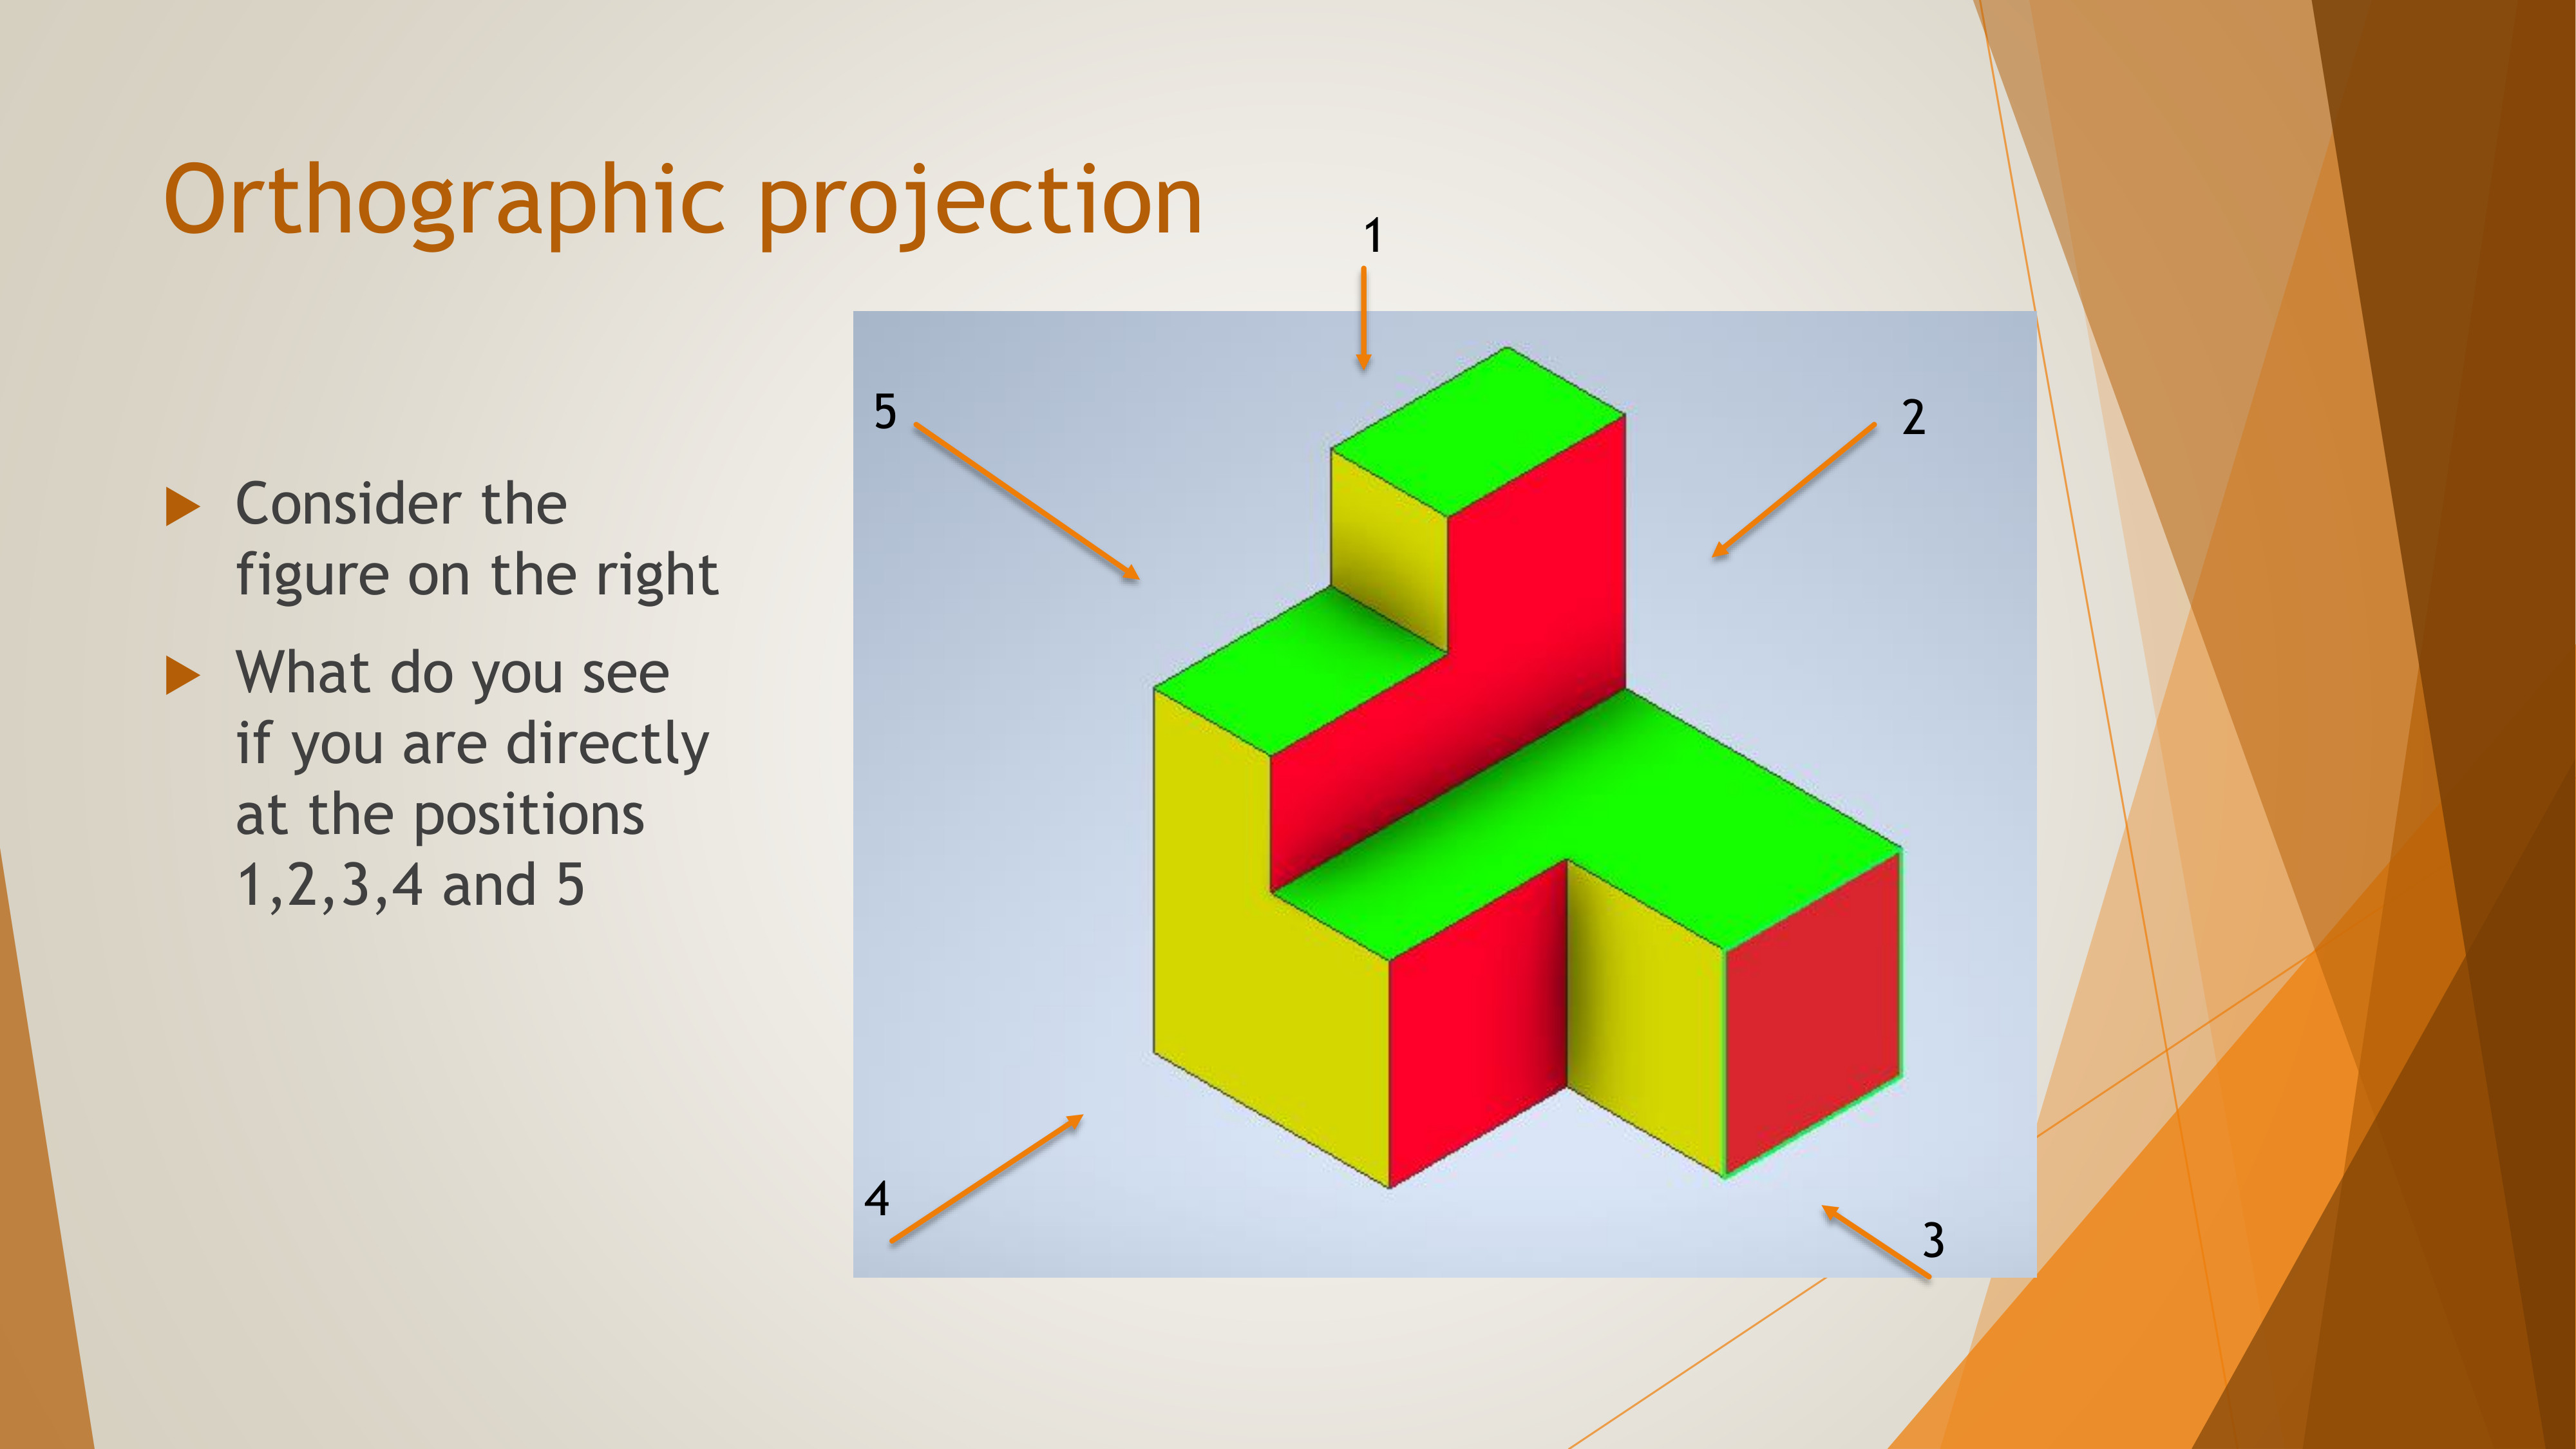 Orthographic projection
Consider the
figure on the right
What do you see
if you are directly
at the positions
1,2,3,4 and 5
1
5
2
4
3